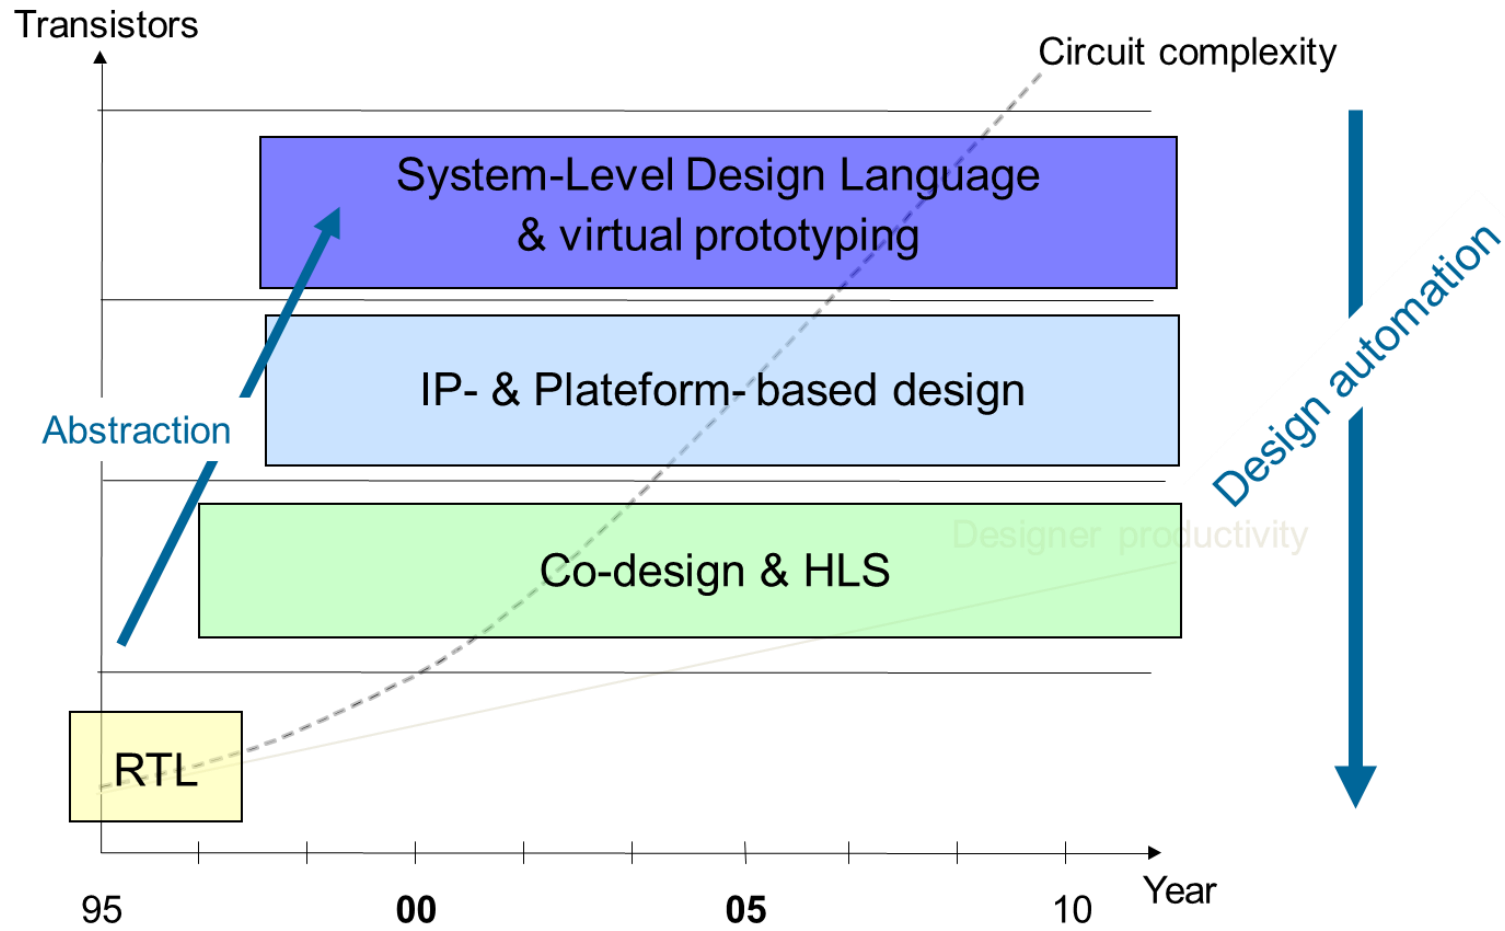 Transistors
Circuit complexity
System-Level Design Language
& virtual prototyping
Design automation
IP- & Plateform- based design
Abstraction
Designer productivity
Co-design & HLS
RTL
Year
95
00
05
10